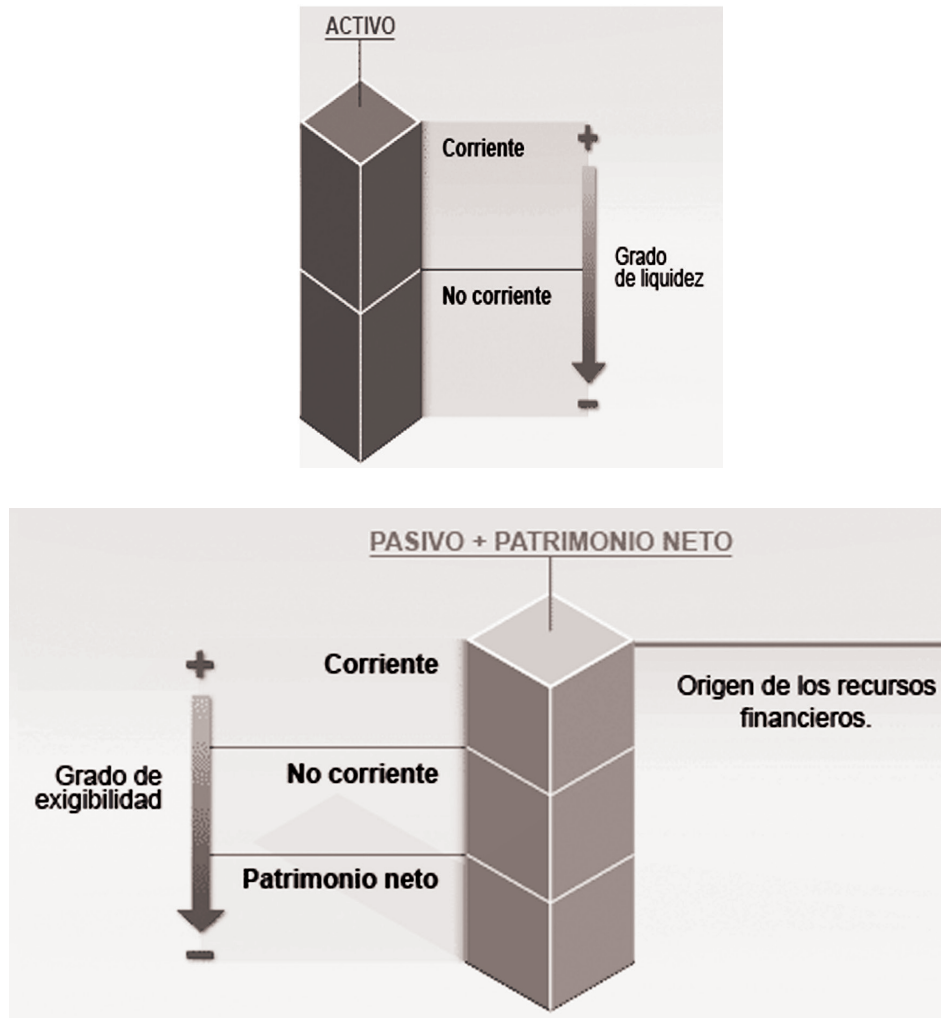 ACTIVO
Corriente
+
Grado
de liquidez
No corriente
-
PASIVO + PATRIMONIO NETO
+
Corriente
Origen de los recursos
financieros.
No corriente
Grado de
exigibilidad
Patrimonio neto
-